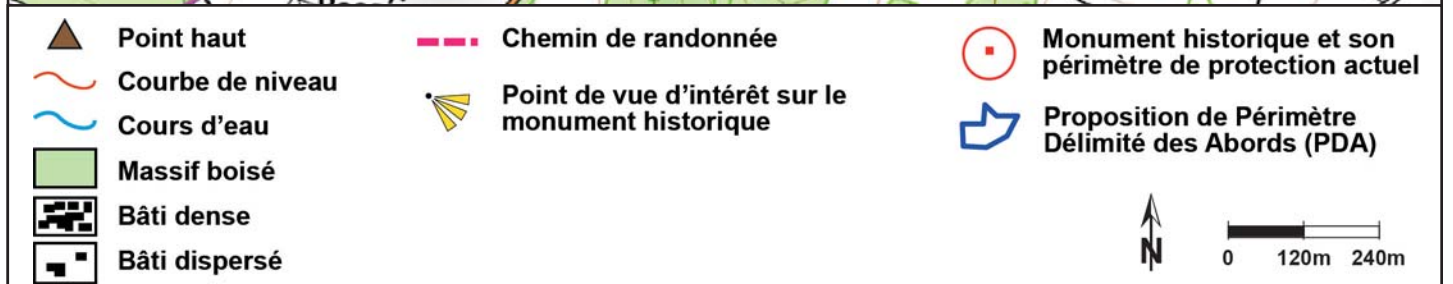 Point haut
Courbe de niveau
Cours d'eau
Massif boisé
Bâti dense
Bâti dispersé
Chemin de randonnée
Point de vue d'intérêt sur le
monument historique
Monument historique et son
périmètre de protection actuel
Proposition de Périmètre
Délimité des Abords (PDA)
N
0 120m 240m